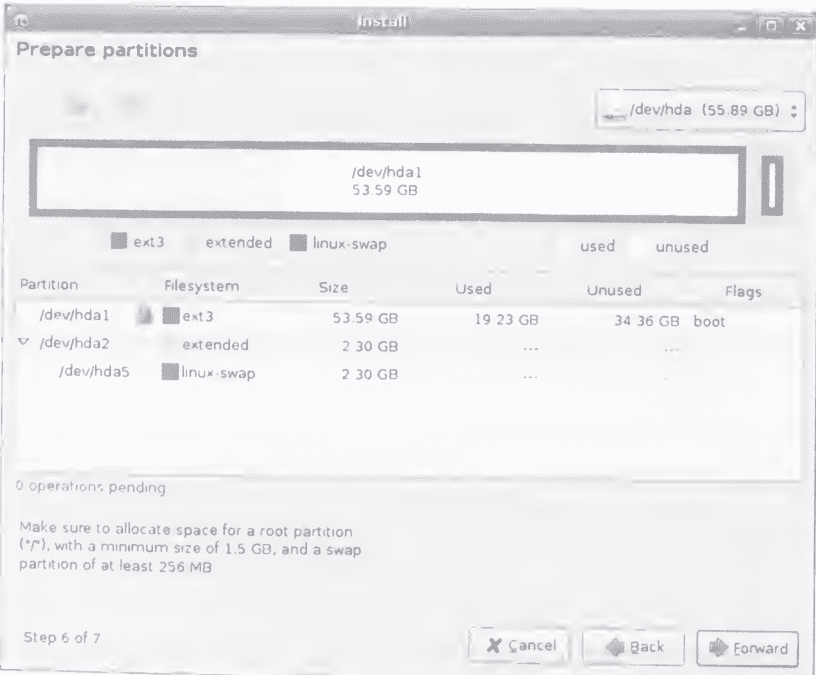 Install
Prepare partitions
/dev/hda (55.89 GB)
/dev/hda1
53.59 GB
ext3 extended linux-swap used unused
Partition Filesystem Size Used Unused Flags
/dev/hda1 ext3 53.59 GB 19 23 GB 34 36 GB boot
/dev/hda2 extended 2 30 GB --- ---
/dev/hda5 linux-swap 2 30 GB ---
0 operations pending
Make sure to allocate space for a root partition
("/"), with a minimum size of 1.5 GB, and a swap
partition of at least 256 MB
Step 6 of 7
Cancel Back Forward